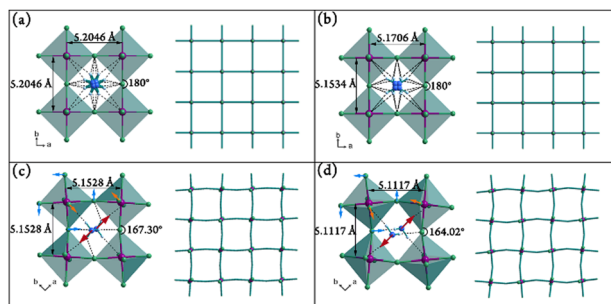 (a)
5.2046 Å
5.2046 Å
180°
b
a
(b)
5.1706 Å
5.1534 Å
180°
b
a
(c)
5.1528 Å
5.1528 Å
167.30°
b
a
(d)
5.1117 Å
5.1117 Å
164.02°
b
a